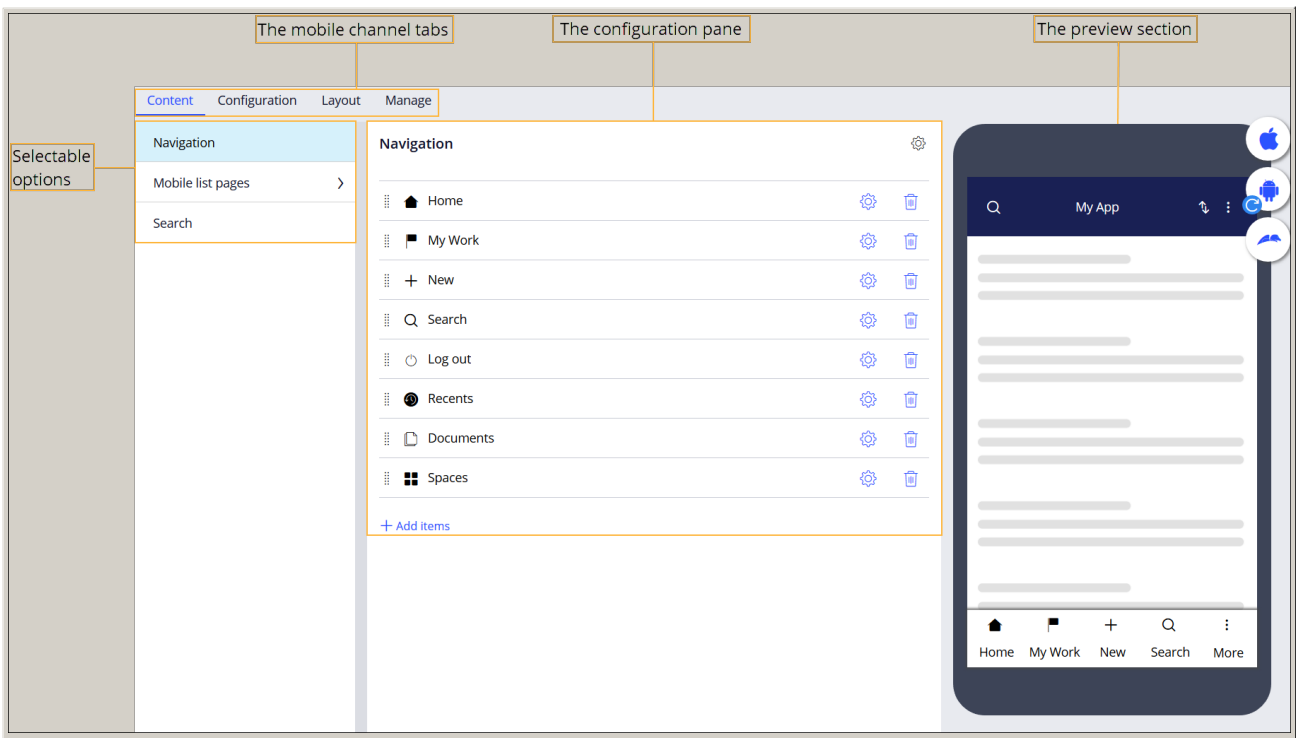 The mobile channel tabs
The configuration pane
The preview section
Content Configuration Layout Manage
Selectable
options
Navigation
Mobile list pages
Search
Navigation
Home
My Work
New
Search
Log out
Recents
Documents
Spaces
Add items
My App
Home My Work New Search More